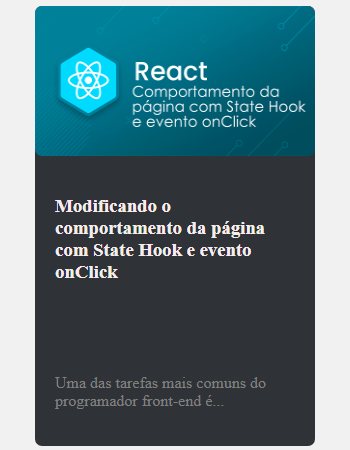 React
Comportamento da
página com State Hook
e evento onClick
Modificando o
comportamento da página
com State Hook e evento
onClick
Uma das tarefas mais comuns do
programador front-end é...